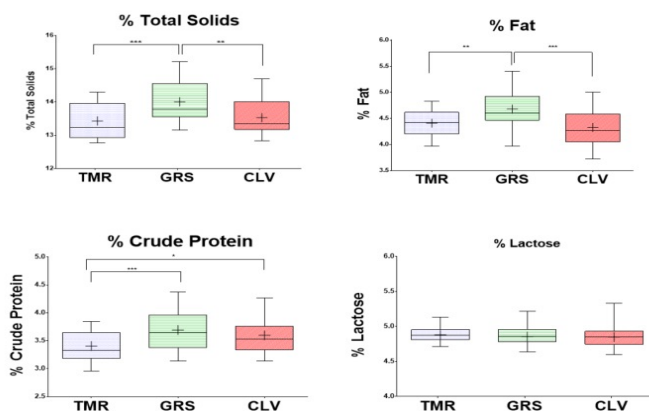 % Total Solids
% Total Solids
16
15
14
13
12
***
**
TMR GRS CLV
% Fat
% Fat
6.0
5.5
5.0
4.5
4.0
3.5
**
***
TMR GRS CLV
% Crude Protein
% Crude Protein
5.0
4.5
4.0
3.5
3.0
2.5
*
***
TMR GRS CLV
% Lactose
% Lactose
6.0
5.5
5.0
4.5
4.0
TMR GRS CLV